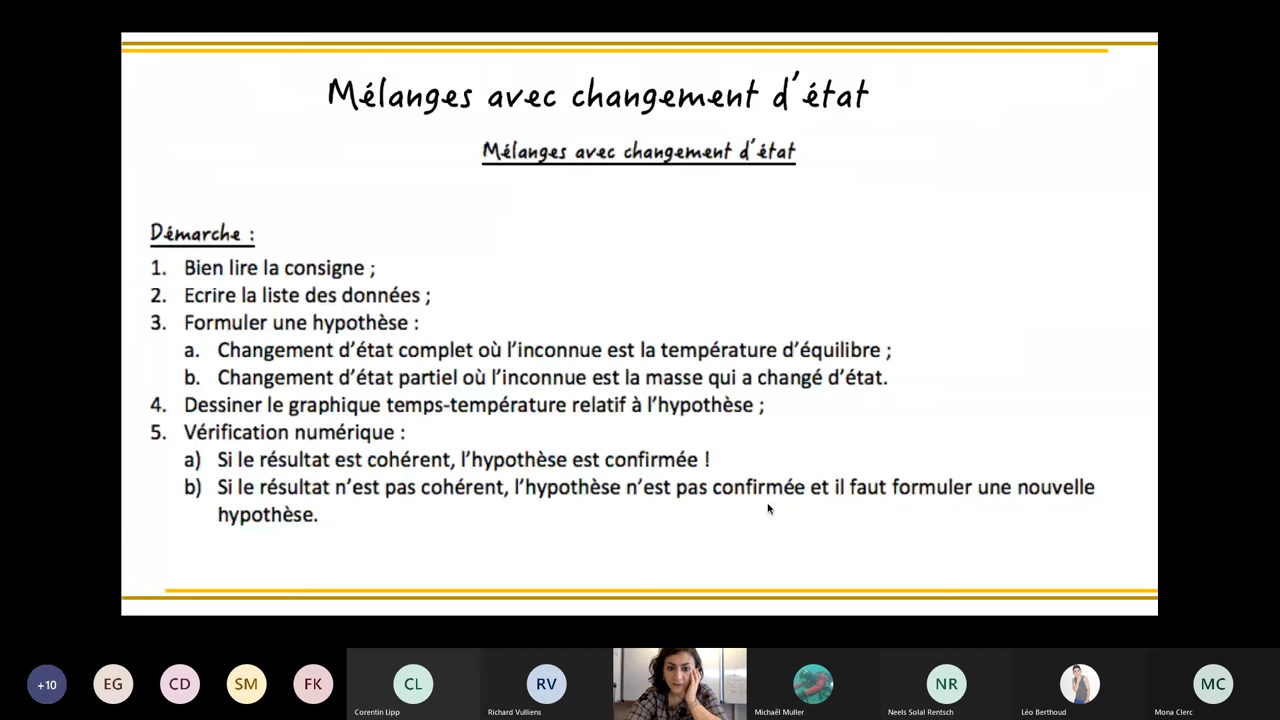 Mélanges avec changement d'état
Mélanges avec changement d'état
Démarche :
1. Bien lire la consigne ;
2. Ecrire la liste des données ;
3. Formuler une hypothèse :
a. Changement d'état complet où l'inconnue est la température d'équilibre ;
b. Changement d'état partiel où l'inconnue est la masse qui a changé d'état.
4. Dessiner le graphique temps-température relatif à l'hypothèse ;
5. Vérification numérique :
a) Si le résultat est cohérent, l'hypothèse est confirmée !
b) Si le résultat n'est pas cohérent, l'hypothèse n'est pas confirmée et il faut formuler une nouvelle
hypothèse.
+10 EG CD SM FK CL RV NR MC
Corentin Lipp Richard Vulliens Michaël Muller Neels Solal Rentsch Léo Berthoud Mona Clerc